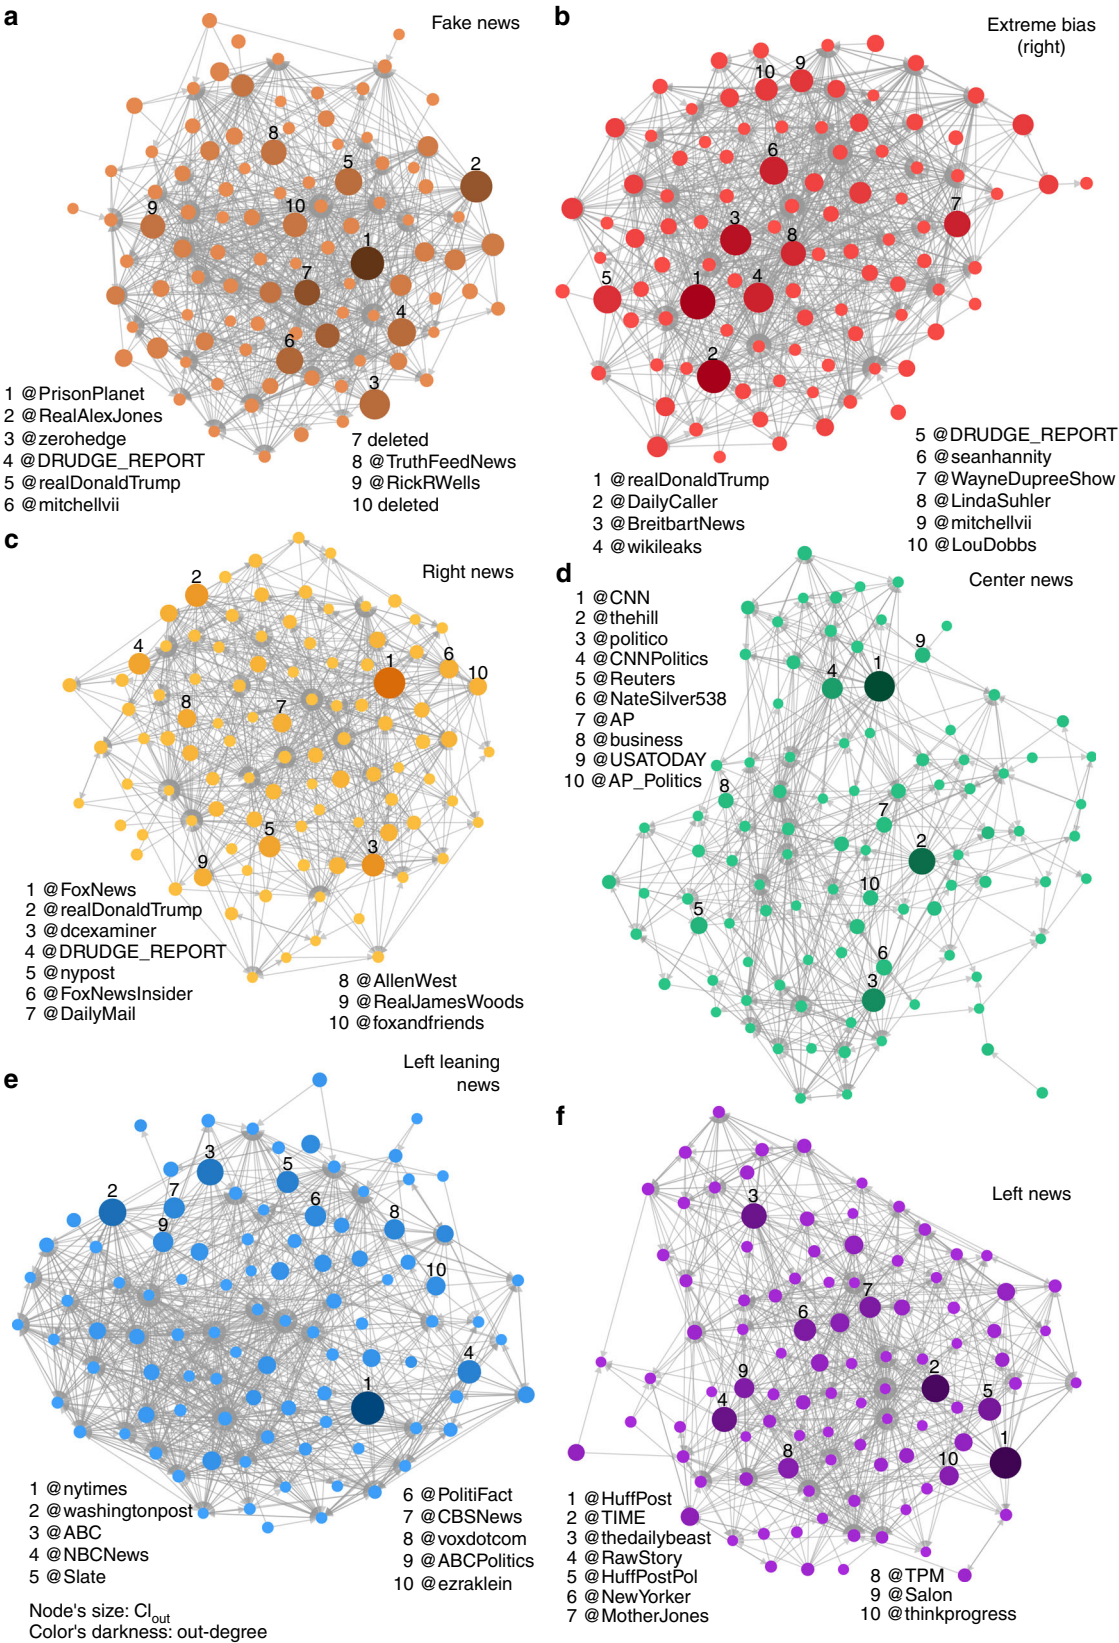 a
Fake news
8
5
2
9
10
1
7
4
6
3
1 @PrisonPlanet
2 @RealAlexJones
3 @zerohedge
4 @DRUDGE_REPORT
5 @realDonaldTrump
6 @mitchellvii
7 deleted
8 @TruthFeedNews
9 @RickRWells
10 deleted
b
Extreme bias
(right)
9
10
6
7
3
8
5
1
4
2
1 @realDonaldTrump
2 @DailyCaller
3 @BreitbartNews
4 @wikileaks
5 @DRUDGE_REPORT
6 @seanhannity
7 @WayneDupreeShow
8 @LindaSuhler
9 @mitchellvii
10 @LouDobbs
c
Right news
2
4
1
6
10
8
7
5
3
9
1 @FoxNews
2 @realDonaldTrump
3 @dcexaminer
4 @DRUDGE_REPORT
5 @nypost
6 @FoxNewsInsider
7 @DailyMail
8 @AllenWest
9 @RealJamesWoods
10 @foxandfriends
d
Center news
1 @CNN
2 @thehill
3 @politico
4 @CNNPolitics
5 @Reuters
6 @NateSilver538
7 @AP
8 @business
9 @USATODAY
10 @AP_Politics
9
4
1
8
7
2
10
5
6
3
e
Left leaning
news
3
5
2
7
6
8
9
10
4
1
1 @nytimes
2 @washingtonpost
3 @ABC
4 @NBCNews
5 @Slate
6 @PolitiFact
7 @CBSNews
8 @voxdotcom
9 @ABCPolitics
10 @ezraklein
Node's size: CI_out
Color's darkness: out-degree
f
Left news
3
7
6
9
2
4
5
8
1
10
1 @HuffPost
2 @TIME
3 @thedailybeast
4 @RawStory
5 @HuffPostPol
6 @NewYorker
7 @MotherJones
8 @TPM
9 @Salon
10 @thinkprogress